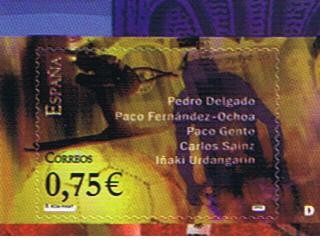 ESPAÑA
Pedro Delgado
Paco Fernández-Ochoa
Paco Gento
Carlos Sainz
Iñaki Urdangarin
CORREOS
0,75€
D